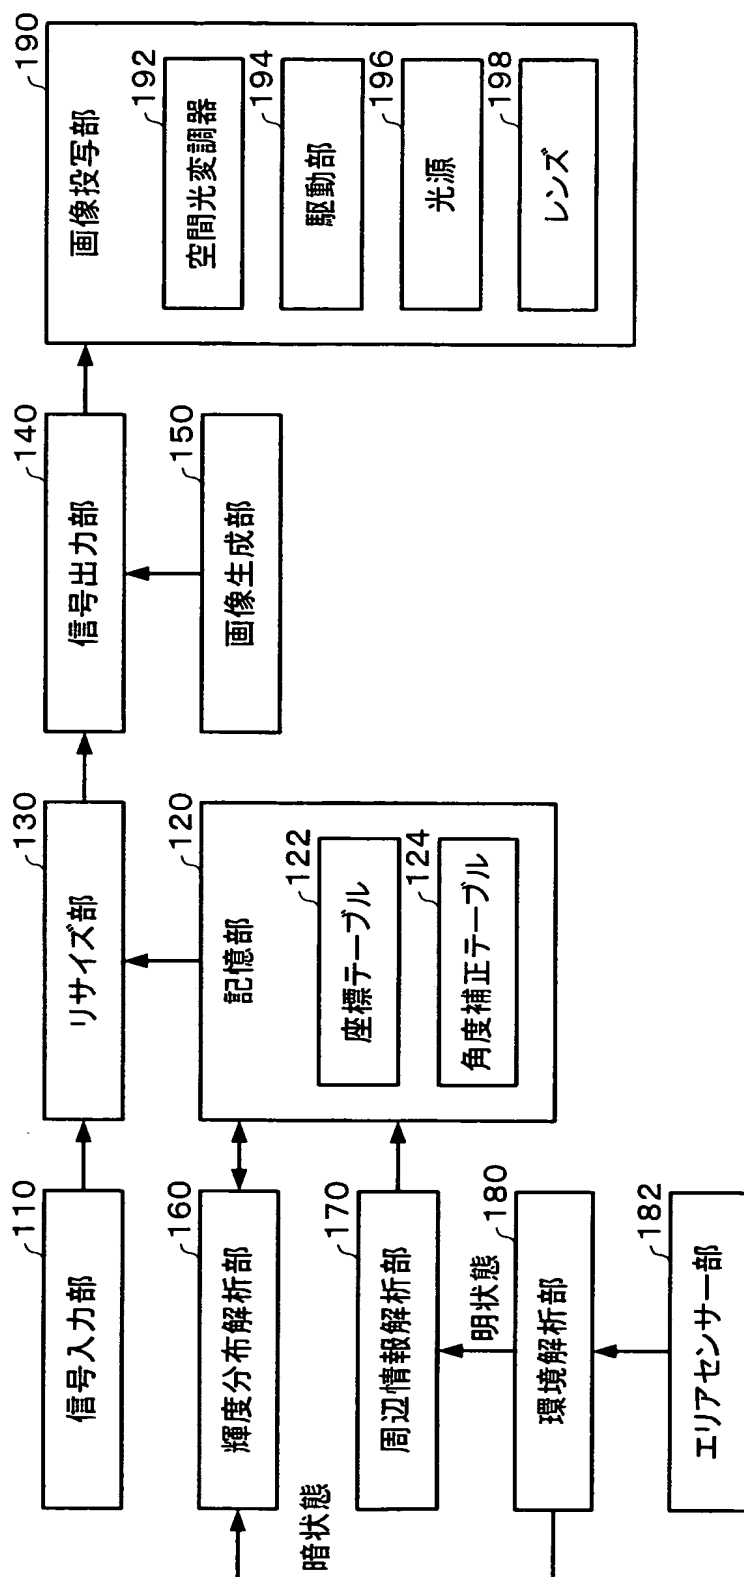 信号入力部
110
リサイズ部
130
信号出力部
140
画像投写部
190
空間光変調器
192
駆動部
194
光源
196
レンズ
198
画像生成部
150
記憶部
120
座標テーブル
122
角度補正テーブル
124
輝度分布解析部
160
周辺情報解析部
170
明状態
暗状態
環境解析部
180
エリアセンサー部
182